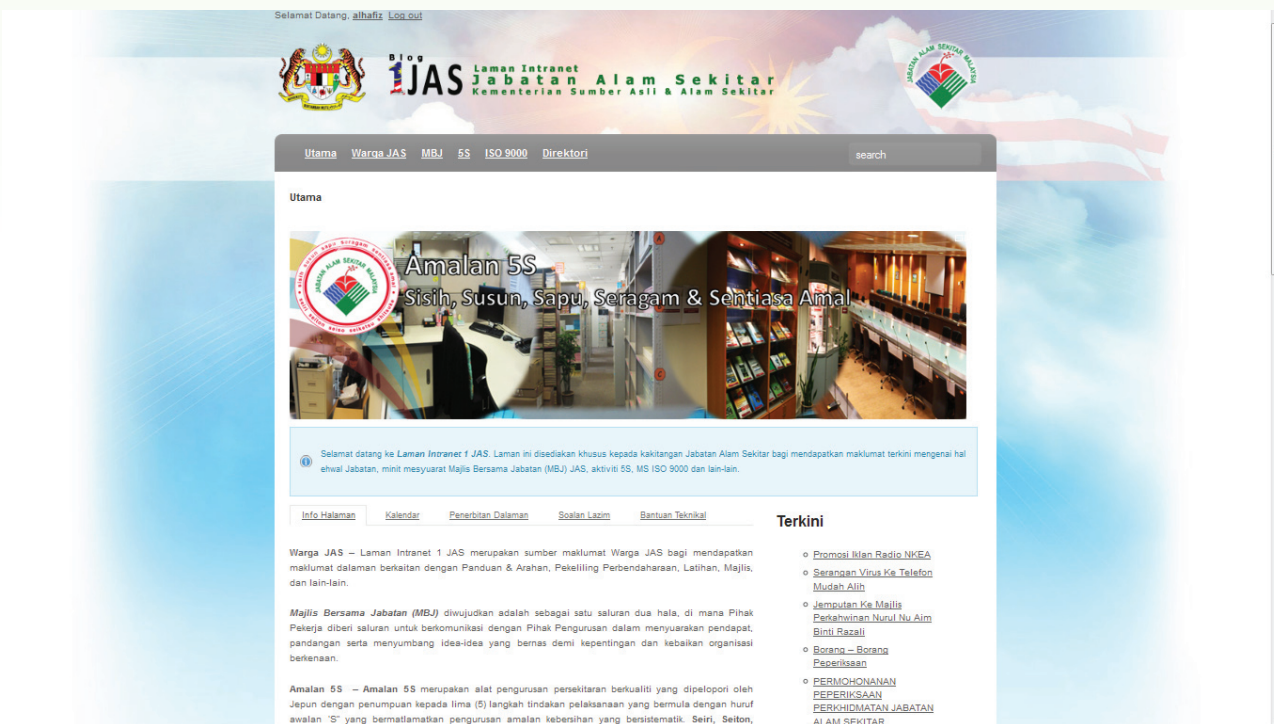 Selamat Datang, alhafiz Log out
Blog
1JAS
Laman Intranet
Jabatan Alam Sekitar
Kementerian Sumber Asli & Alam Sekitar
JABATAN ALAM SEKITAR MALAYSIA
Utama Warga JAS MBJ 5S ISO 9000 Direktori search
Utama
JABATAN ALAM SEKITAR MALAYSIA
Amalan 5S
Sisih, Susun, Sapu, Seragam & Sentiasa Amal
A
C
Selamat datang ke Laman Intranet 1 JAS. Laman ini disediakan khusus kepada kakitangan Jabatan Alam Sekitar bagi mendapatkan maklumat terkini mengenai hal
ehwal Jabatan, minit mesyuarat Majlis Bersama Jabatan (MBJ) JAS, aktiviti 5S, MS ISO 9000 dan lain-lain.
Info Halaman Kalendar Penerbitan Dalaman Soalan Lazim Bantuan Teknikal
Warga JAS – Laman Intranet 1 JAS merupakan sumber maklumat Warga JAS bagi mendapatkan
maklumat dalaman berkaitan dengan Panduan & Arahan, Pekeliling Perbendaharaan, Latihan, Majlis,
dan lain-lain.
Majlis Bersama Jabatan (MBJ) diwujudkan adalah sebagai satu saluran dua hala, di mana Pihak
Pekerja diberi saluran untuk berkomunikasi dengan Pihak Pengurusan dalam menyuarakan pendapat,
pandangan serta menyumbang idea-idea yang bernas demi kepentingan dan kebaikan organisasi
berkenaan.
Amalan 5S – Amalan 5S merupakan alat pengurusan persekitaran berkualiti yang dipelopori oleh
Jepun dengan penumpuan kepada lima (5) langkah tindakan pelaksanaan yang bermula dengan huruf
awalan 'S" yang bermatlamatkan pengurusan amalan kebersihan yang bersistematik. Seiri, Seiton,
Terkini
Promosi Iklan Radio NKEA
Serangan Virus Ke Telefon
Mudah Alih
Jemputan Ke Majlis
Perkahwinan Nurul Nu Aim
Binti Razali
Borang – Borang
Peperiksaan
PERMOHONANAN
PEPERIKSAAN
PERKHIDMATAN JABATAN
ALAM SEKITAR